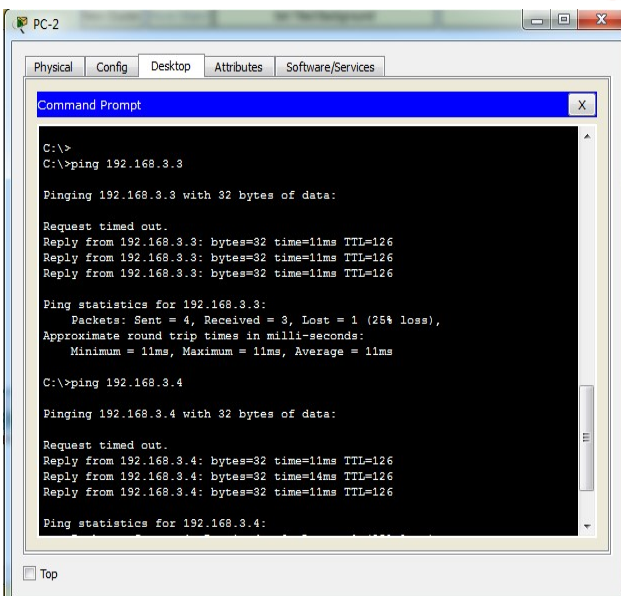 PC-2
X
Physical Config Desktop Attributes Software/Services
Command Prompt X
C:\>
C:\>ping 192.168.3.3
Pinging 192.168.3.3 with 32 bytes of data:
Request timed out.
Reply from 192.168.3.3: bytes=32 time=11ms TTL=126
Reply from 192.168.3.3: bytes=32 time=11ms TTL=126
Reply from 192.168.3.3: bytes=32 time=11ms TTL=126
Ping statistics for 192.168.3.3:
Packets: Sent = 4, Received = 3, Lost = 1 (25% loss),
Approximate round trip times in milli-seconds:
Minimum = 11ms, Maximum = 11ms, Average = 11ms
C:\>ping 192.168.3.4
Pinging 192.168.3.4 with 32 bytes of data:
Request timed out.
Reply from 192.168.3.4: bytes=32 time=11ms TTL=126
Reply from 192.168.3.4: bytes=32 time=14ms TTL=126
Reply from 192.168.3.4: bytes=32 time=11ms TTL=126
Ping statistics for 192.168.3.4:
Top